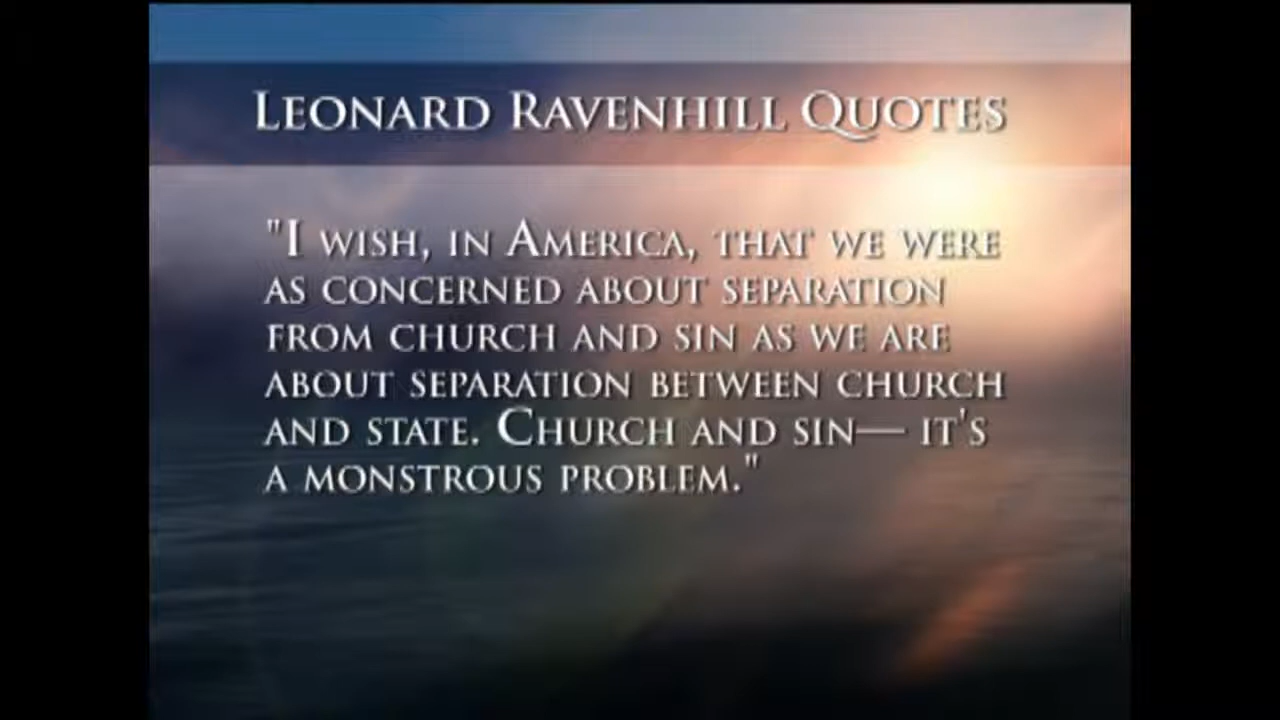 Leonard Ravenhill Quotes
"I wish, in America, that we were
as concerned about separation
from church and sin as we are
about separation between church
and state. Church and sin— it's
a monstrous problem."